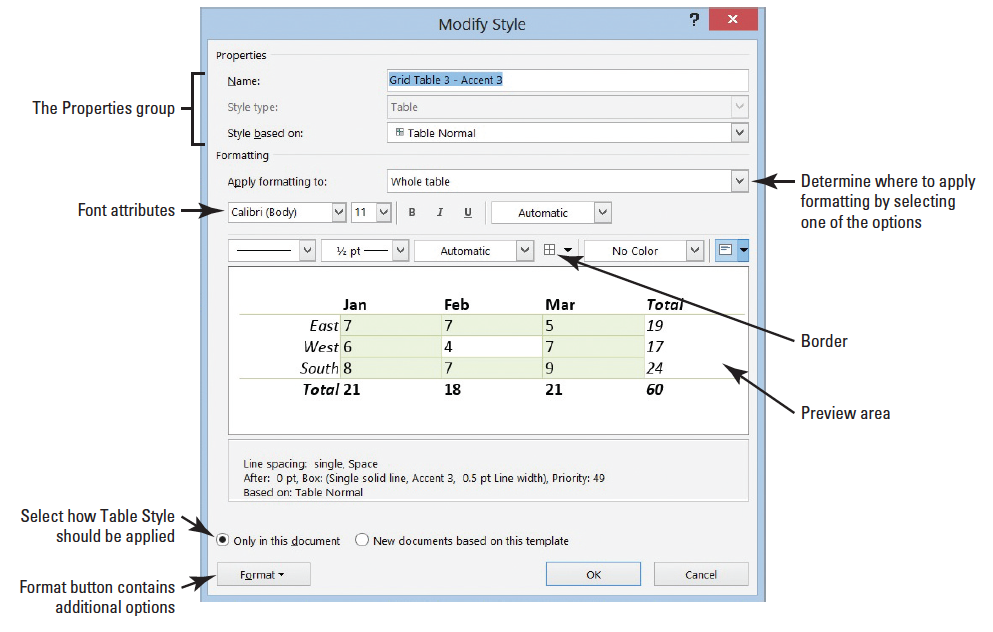 Modify Style
?
Properties
The Properties group
Name:
Grid Table 3 - Accent 3
Style type:
Table
Style based on:
Table Normal
Formatting
Apply formatting to:
Whole table
Determine where to apply
formatting by selecting
one of the options
Font attributes
Calibri (Body)
11
B I U
Automatic
½ pt
Automatic
No Color
Jan Feb Mar Total
East 7 7 5 19
West 6 4 7 17
South 8 7 9 24
Total 21 18 21 60
Border
Preview area
Line spacing: single, Space
After: 0 pt, Box: (Single solid line, Accent 3, 0.5 pt Line width), Priority: 49
Based on: Table Normal
Select how Table Style
should be applied
Only in this document
New documents based on this template
Format button contains
additional options
Format
OK
Cancel